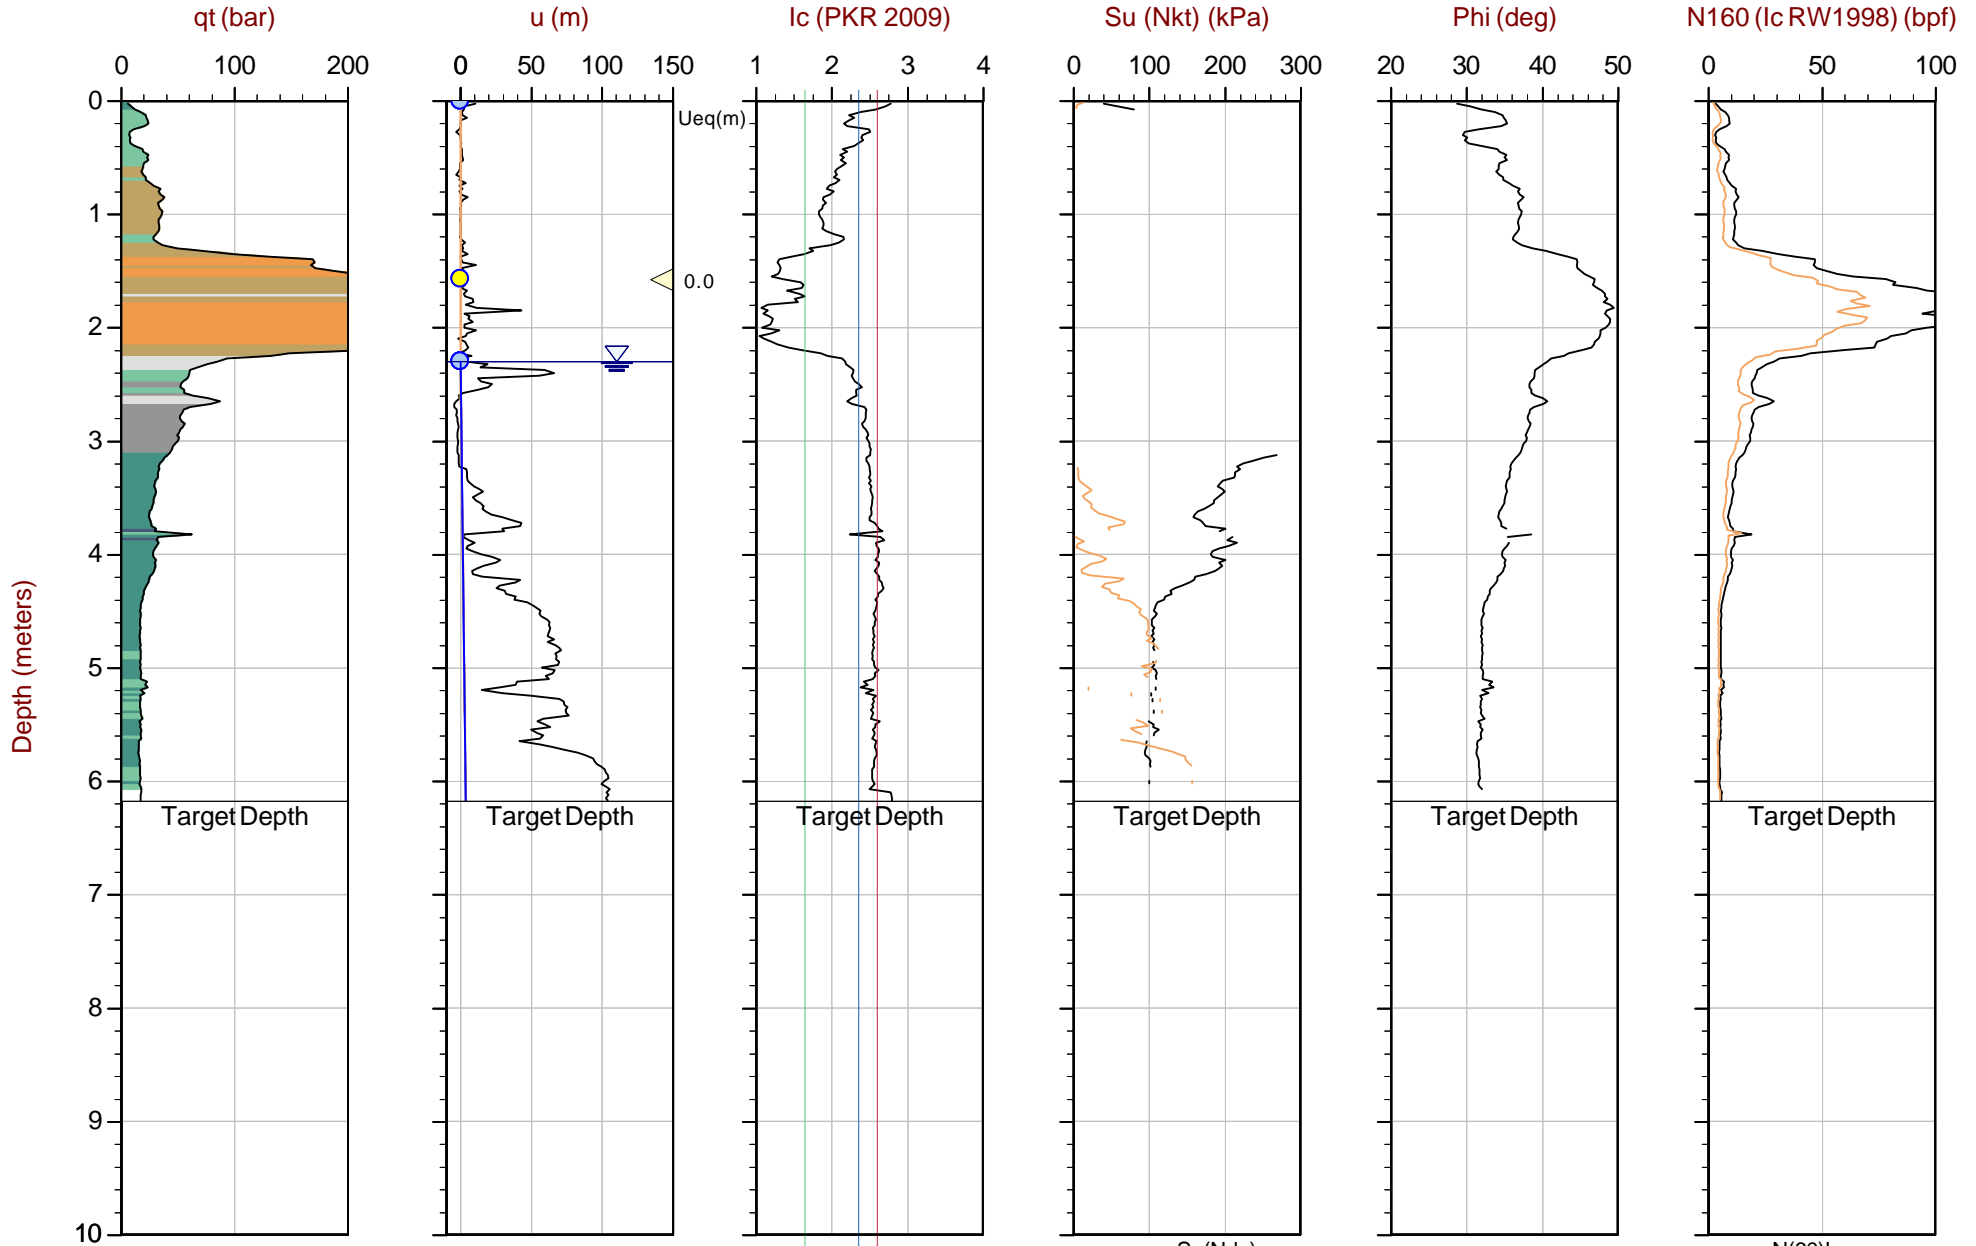 qt (bar) u (m) Ic (PKR 2009) Su (Nkt) (kPa) Phi (deg) N160 (Ic RW1998) (bpf)
0 100 200 0 50 100 150 1 2 3 4 0 100 200 300 20 30 40 50 0 50 100
0
Ueq(m)
1
0.0
2
3
4
5
Depth (meters)
6
Target Depth Target Depth Target Depth Target Depth Target Depth Target Depth
7
8
9
10